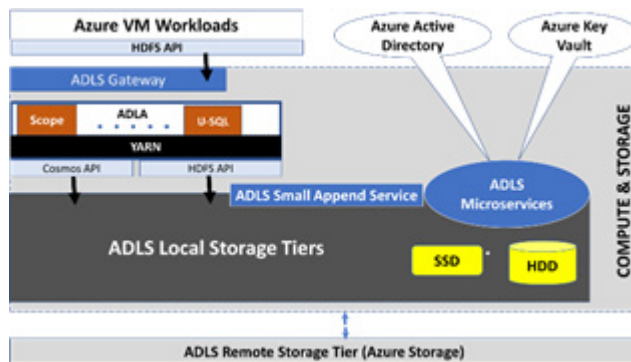 Azure VM Workloads
HDFS API
Azure Active
Directory
Azure Key
Vault
ADLS Gateway
Scope
ADLA
U-SQL
YARN
Cosmos API
HDFS API
ADLS Small Append Service
ADLS
Microservices
COMPUTE & STORAGE
ADLS Local Storage Tiers
SSD
HDD
ADLS Remote Storage Tier (Azure Storage)